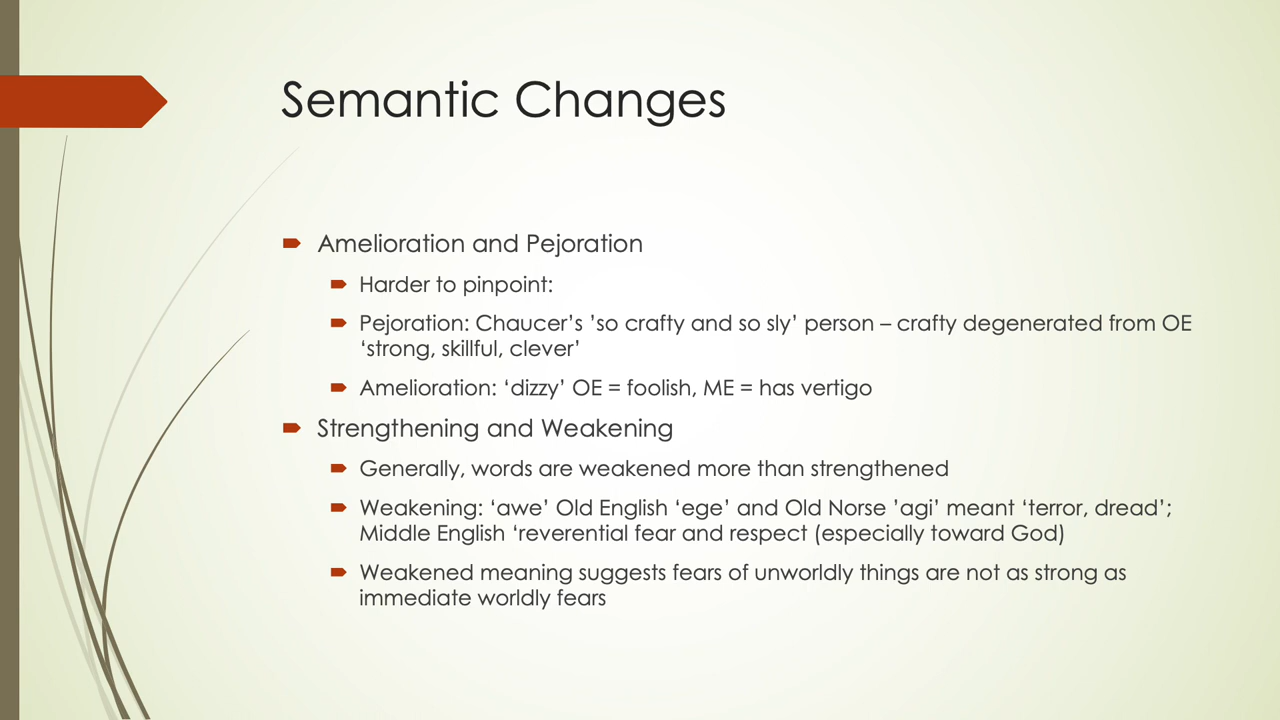 Semantic Changes
Amelioration and Pejoration
Harder to pinpoint:
Pejoration: Chaucer’s ’so crafty and so sly’ person – crafty degenerated from OE
‘strong, skillful, clever’
Amelioration: ‘dizzy’ OE = foolish, ME = has vertigo
Strengthening and Weakening
Generally, words are weakened more than strengthened
Weakening: ‘awe’ Old English ‘ege’ and Old Norse ’agi’ meant ‘terror, dread’;
Middle English ‘reverential fear and respect (especially toward God)
Weakened meaning suggests fears of unworldly things are not as strong as
immediate worldly fears